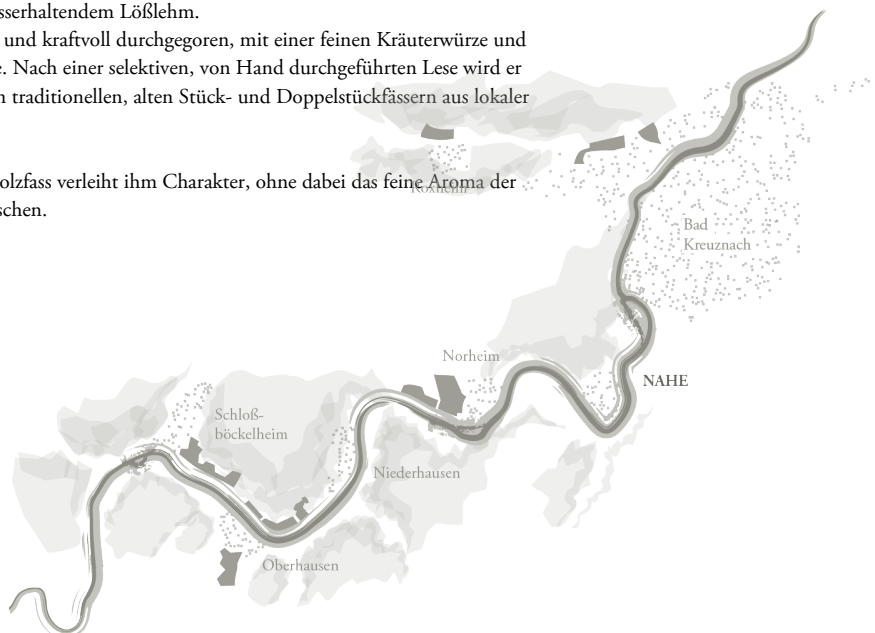 sserhaltendem Lößlehm.
und kraftvoll durchgegoren, mit einer feinen Kräuterwürze und
e. Nach einer selektiven, von Hand durchgeführten Lese wird er
n traditionellen, alten Stück- und Doppelstückfässern aus lokaler
olzfass verleiht ihm Charakter, ohne dabei das feine Aroma der
schen.
Roxheim
Bad
Kreuznach
Norheim
NAHE
Schloß-
böckelheim
Niederhausen
Oberhausen